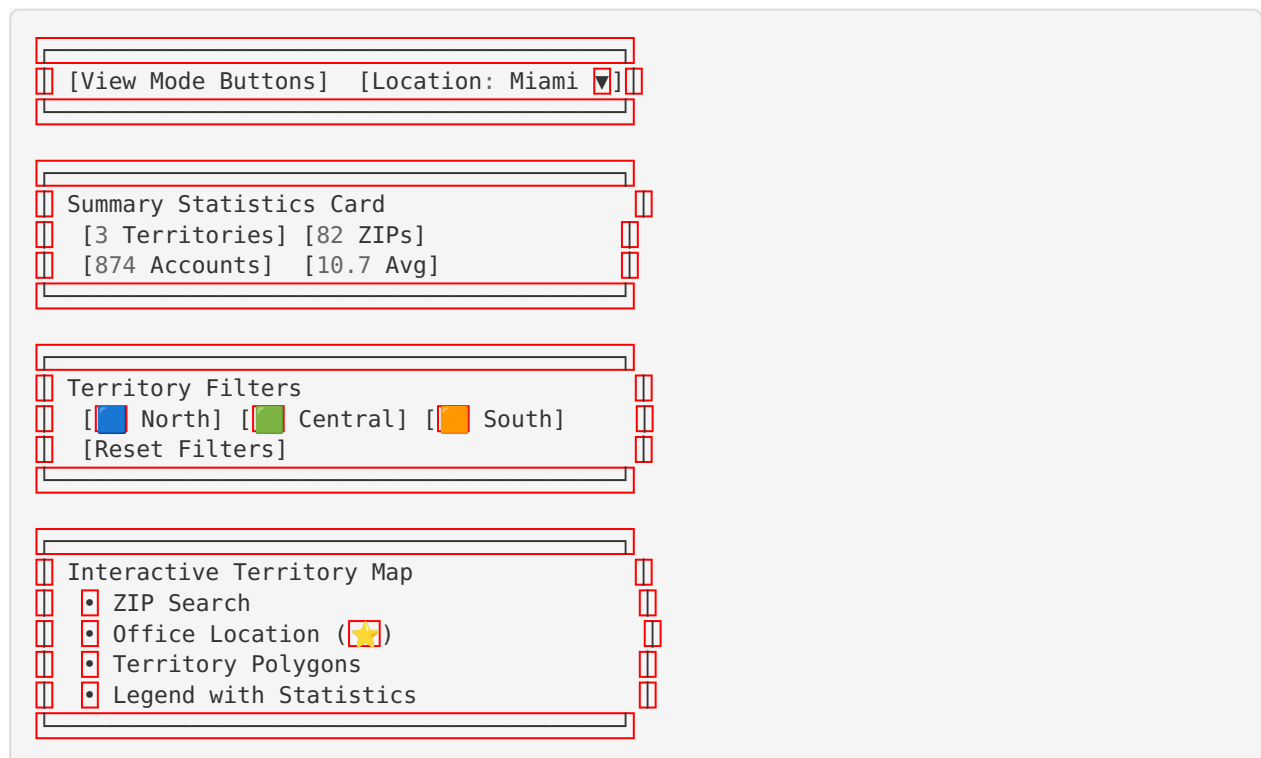 ┌─────────────────────────────────────────┐
│ [View Mode Buttons]  [Location: Miami ▼]│
└─────────────────────────────────────────┘
┌─────────────────────────────────────────┐
│ Summary Statistics Card                 │
│  [3 Territories] [82 ZIPs]             │
│  [874 Accounts]  [10.7 Avg]            │
└─────────────────────────────────────────┘
┌─────────────────────────────────────────┐
│ Territory Filters                       │
│  [🟦 North] [🟩 Central] [🟧 South]     │
│  [Reset Filters]                        │
└─────────────────────────────────────────┘
┌─────────────────────────────────────────┐
│ Interactive Territory Map               │
│  • ZIP Search                           │
│  • Office Location (⭐)                  │
│  • Territory Polygons                   │
│  • Legend with Statistics               │
└─────────────────────────────────────────┘